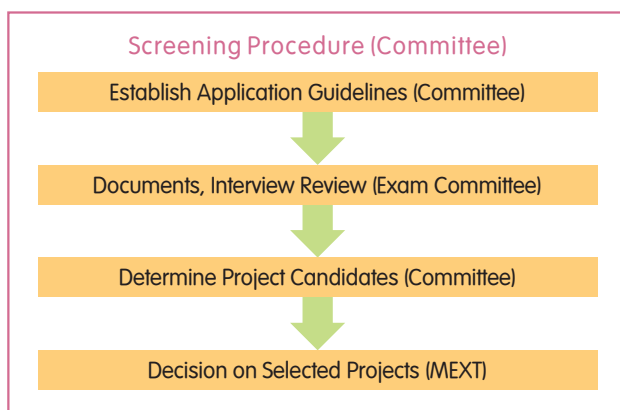 Screening Procedure (Committee)
Establish Application Guidelines (Committee)
Documents, Interview Review (Exam Committee)
Determine Project Candidates (Committee)
Decision on Selected Projects (MEXT)